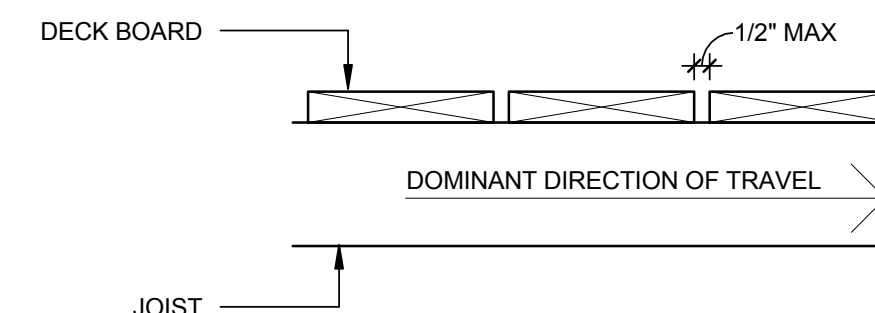 DECK BOARD
1/2" MAX
DOMINANT DIRECTION OF TRAVEL
JOIST